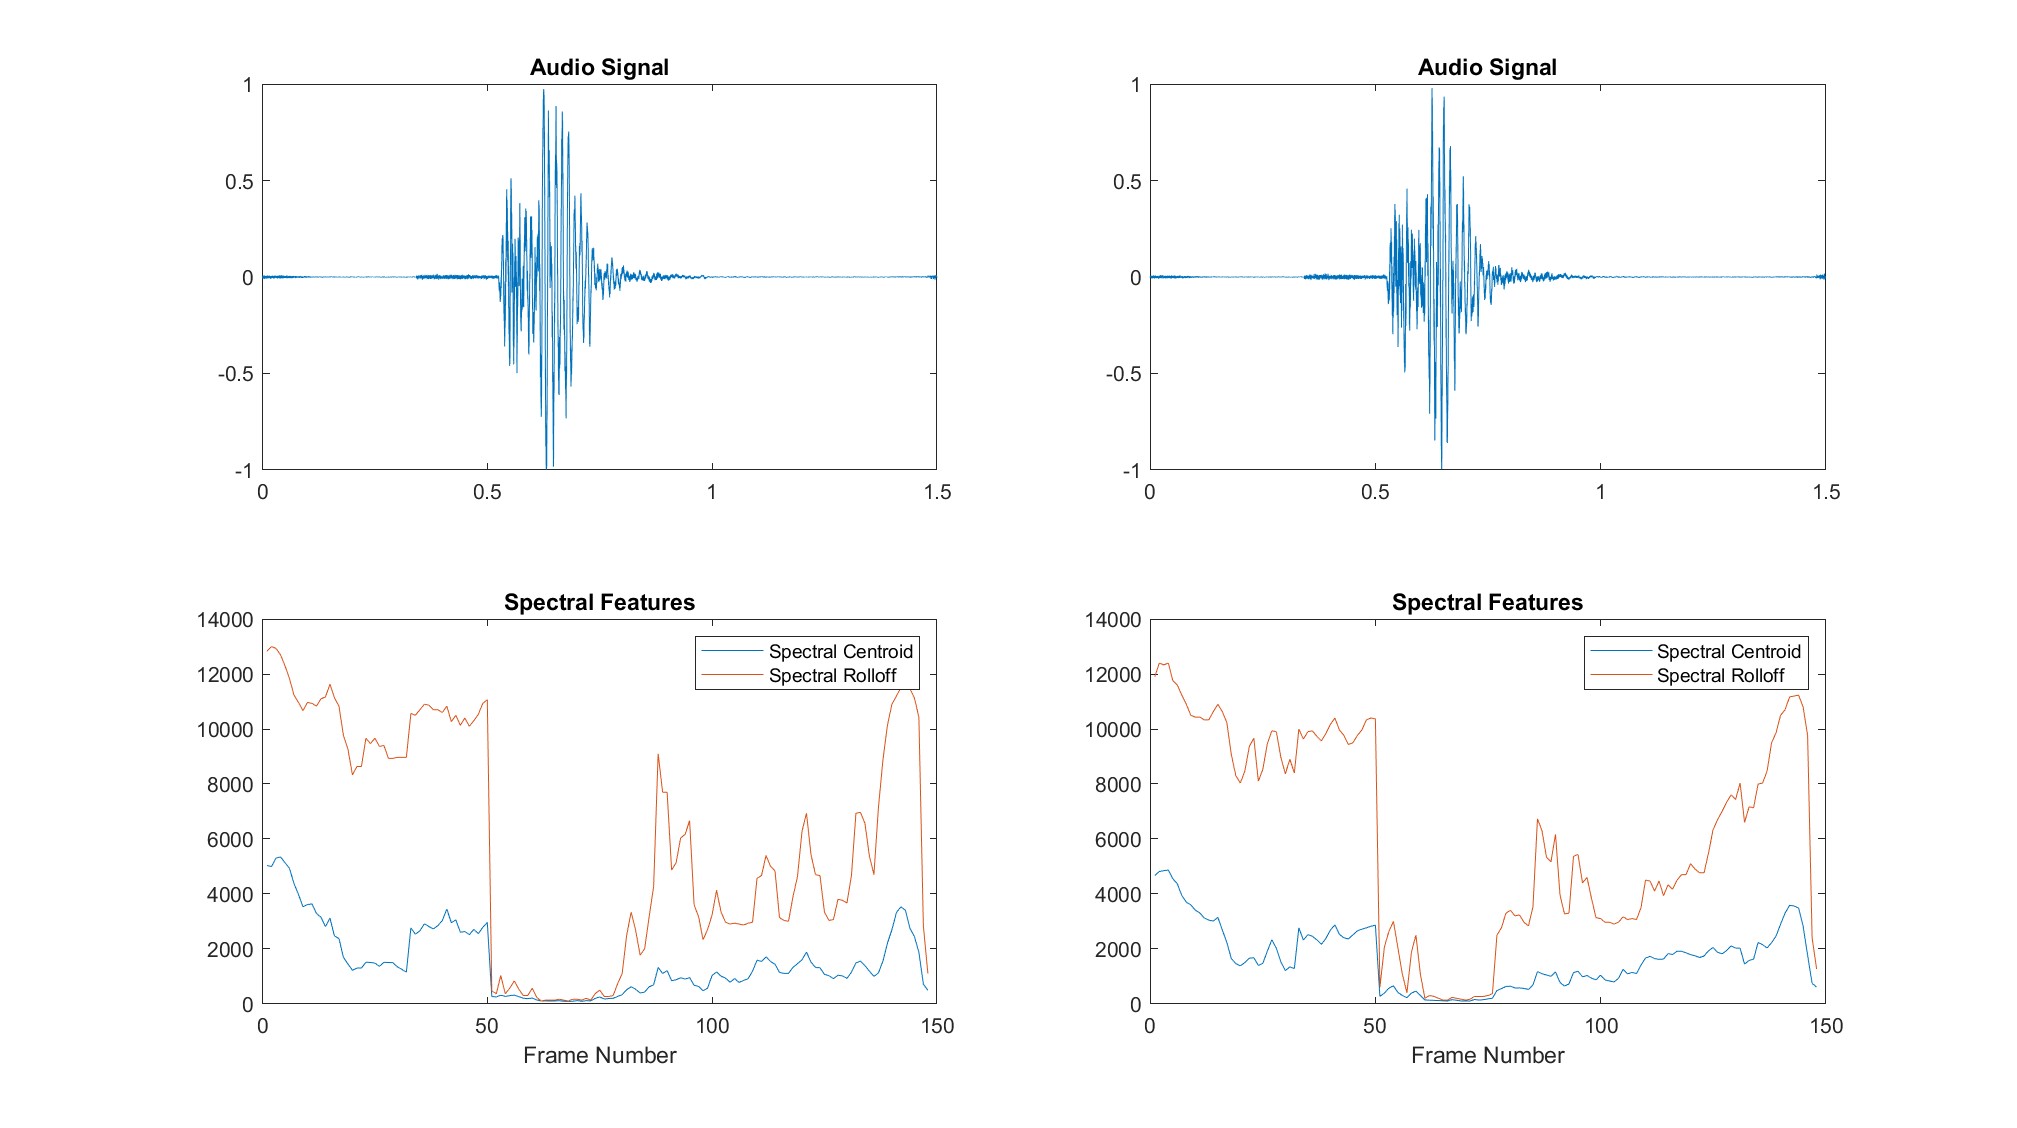 Audio Signal
1
0.5
0
-0.5
-1
0 0.5 1 1.5
Audio Signal
1
0.5
0
-0.5
-1
0 0.5 1 1.5
Spectral Features
14000
12000
10000
8000
6000
4000
2000
0
Spectral Centroid
Spectral Rolloff
0 50 100 150
Frame Number
Spectral Features
14000
12000
10000
8000
6000
4000
2000
0
Spectral Centroid
Spectral Rolloff
0 50 100 150
Frame Number